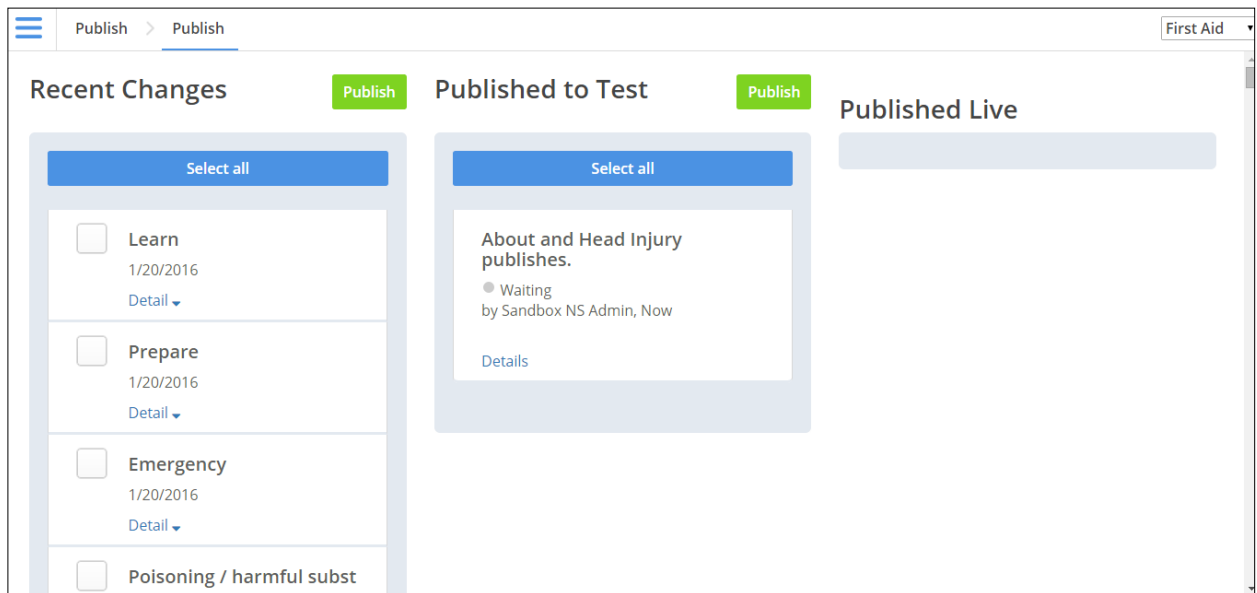 Publish
Publish
First Aid
Recent Changes
Publish
Select all
Learn
1/20/2016
Detail
Prepare
1/20/2016
Detail
Emergency
1/20/2016
Detail
Poisoning / harmful subst
Published to Test
Publish
Select all
About and Head Injury
publishes.
Waiting
by Sandbox NS Admin, Now
Details
Published Live